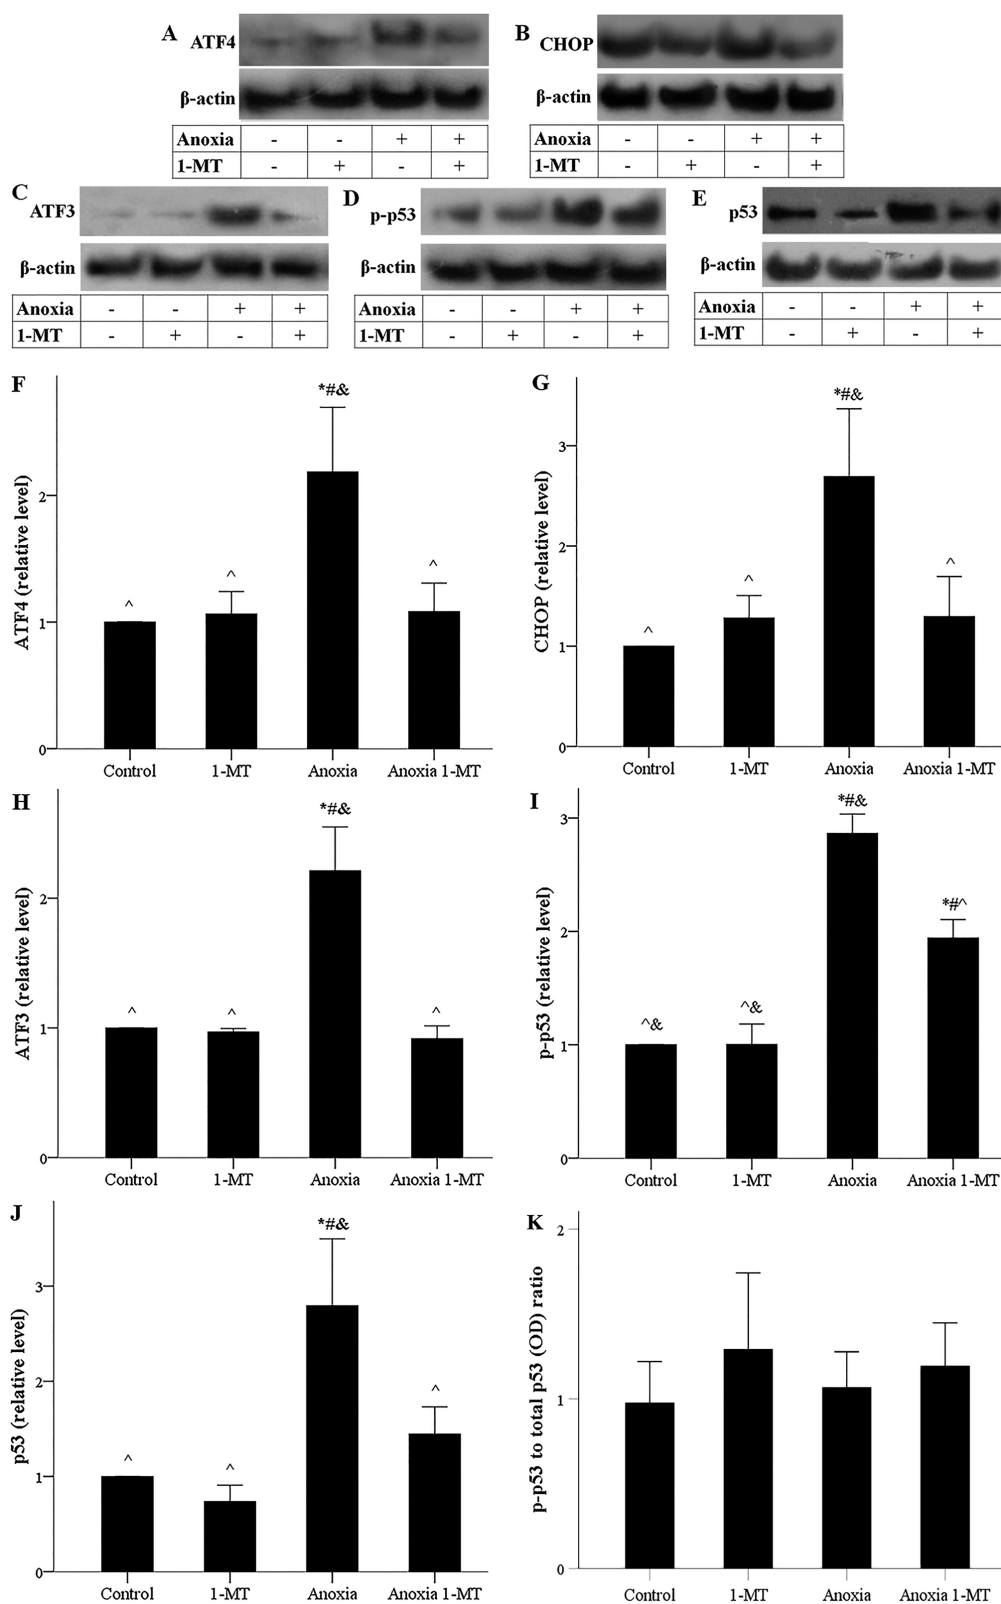 A ATF4
β-actin
Anoxia - - + +
1-MT - + - +
B CHOP
β-actin
Anoxia - - + +
1-MT - + - +
C ATF3
β-actin
Anoxia - - + +
1-MT - + - +
D p-p53
β-actin
Anoxia - - + +
1-MT - + - +
E p53
β-actin
Anoxia - - + +
1-MT - + - +
F
ATF4 (relative level)
2
1
0
^ ^ *#& ^
Control 1-MT Anoxia Anoxia 1-MT
G
CHOP (relative level)
3
2
1
0
^ ^ *#& ^
Control 1-MT Anoxia Anoxia 1-MT
H
ATF3 (relative level)
2
1
0
^ ^ *#& ^
Control 1-MT Anoxia Anoxia 1-MT
I
p-p53 (relative level)
3
2
1
0
^& ^& *#& *#^
Control 1-MT Anoxia Anoxia 1-MT
J
p53 (relative level)
3
2
1
0
^ ^ *#& ^
Control 1-MT Anoxia Anoxia 1-MT
K
p-p53 to total p53 (OD) ratio
2
1
0
Control 1-MT Anoxia Anoxia 1-MT